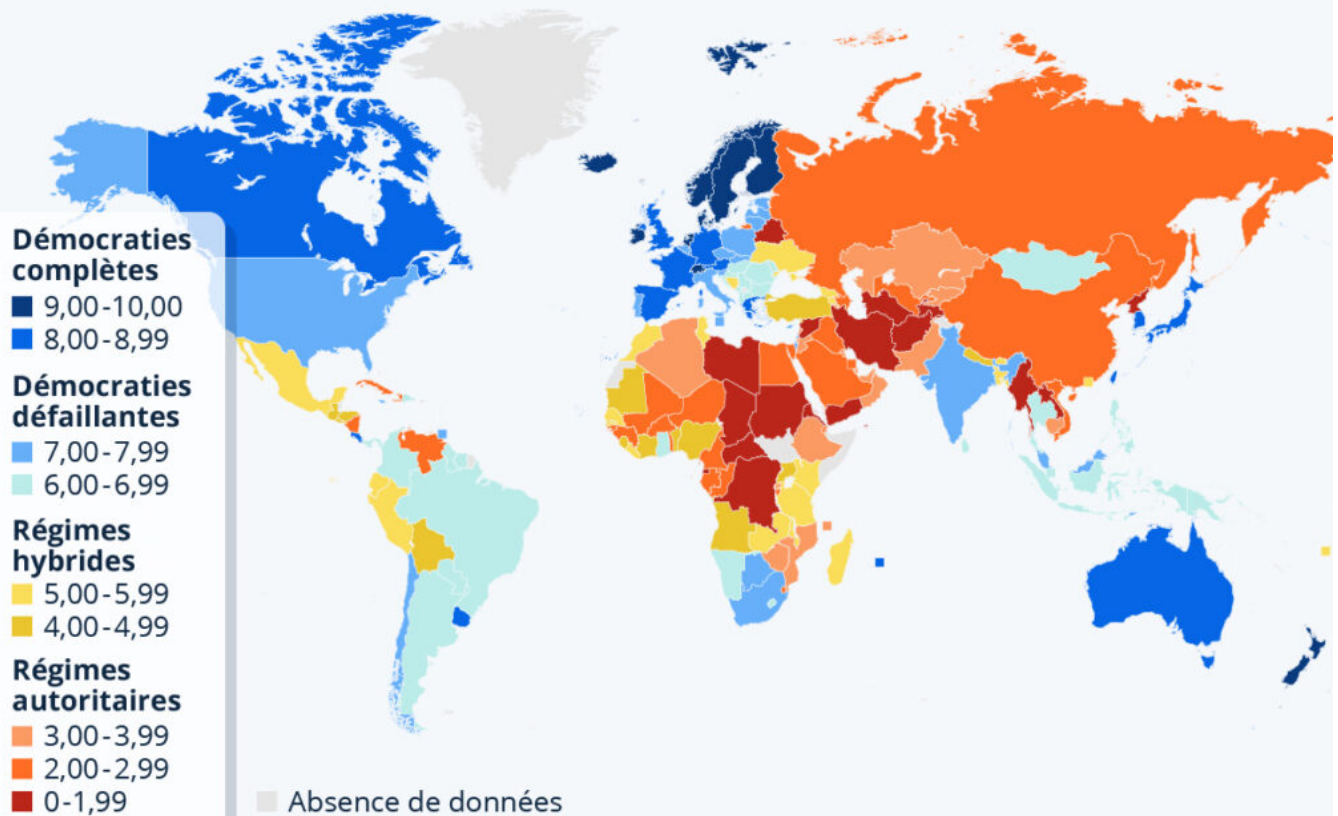 Démocraties
complètes
9,00-10,00
8,00-8,99
Démocraties
défaillantes
7,00-7,99
6,00-6,99
Régimes
hybrides
5,00-5,99
4,00-4,99
Régimes
autoritaires
3,00-3,99
2,00-2,99
0-1,99
Absence de données